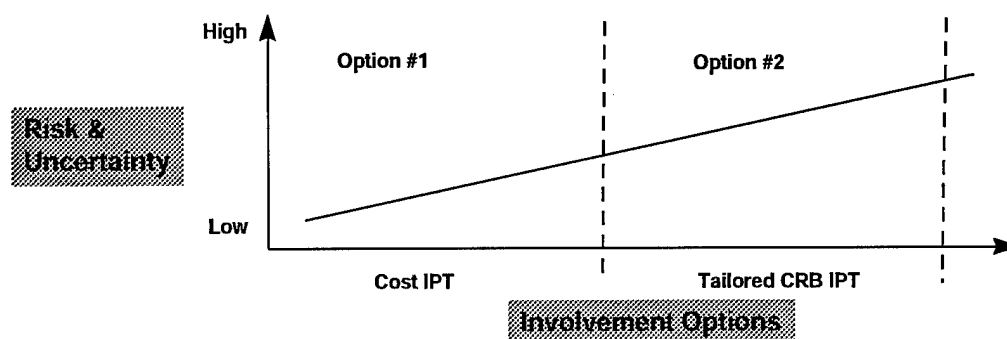 High
Option #1
Option #2
Risk &
Uncertainty
Low
Cost IPT
Tailored CRB IPT
Involvement Options